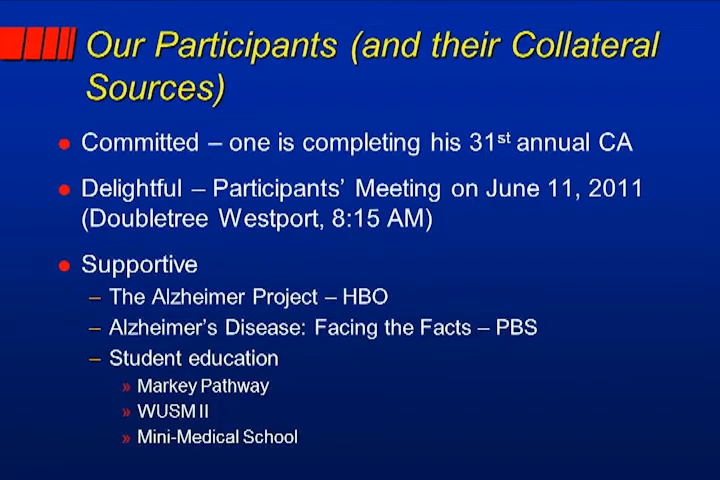 Our Participants (and their Collateral
Sources)
• Committed – one is completing his 31st annual CA
• Delightful – Participants’ Meeting on June 11, 2011
(Doubletree Westport, 8:15 AM)
• Supportive
– The Alzheimer Project – HBO
– Alzheimer’s Disease: Facing the Facts – PBS
– Student education
» Markey Pathway
» WUSM II
» Mini-Medical School